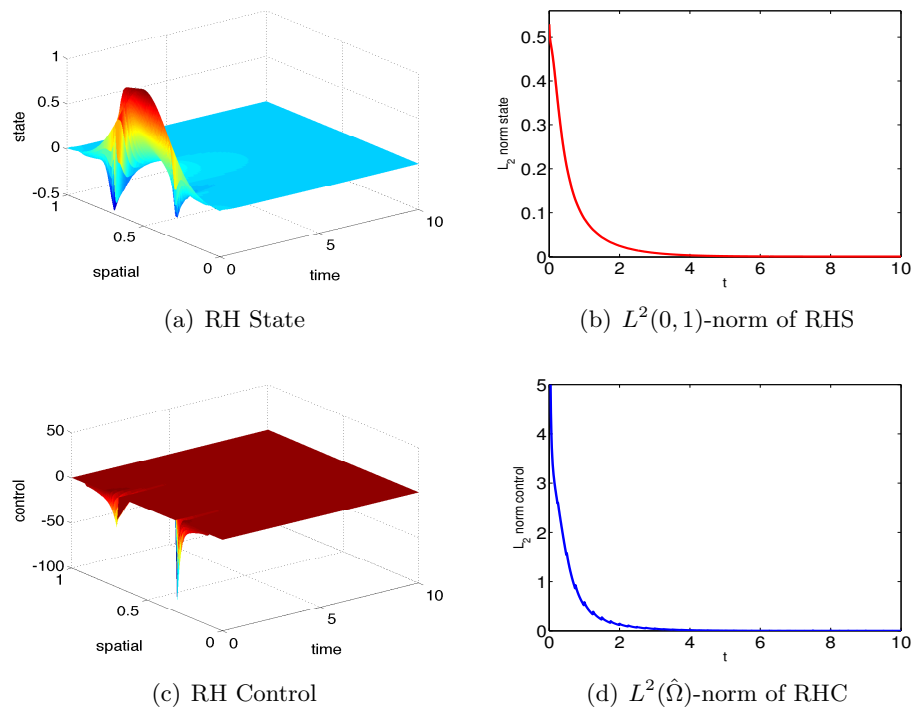 1
0.5
0
-0.5
state
1
0.5
0
spatial
0
5
10
time
(a) RH State
0.5
0.4
0.3
0.2
0.1
0
L₂ norm state
0 2 4 6 8 10
t
(b) L²(0, 1)-norm of RHS
50
0
-50
-100
control
1
0.5
0
spatial
0
5
10
time
(c) RH Control
5
4
3
2
1
0
L₂ norm control
0 2 4 6 8 10
t
(d) L²(Ω̂)-norm of RHC